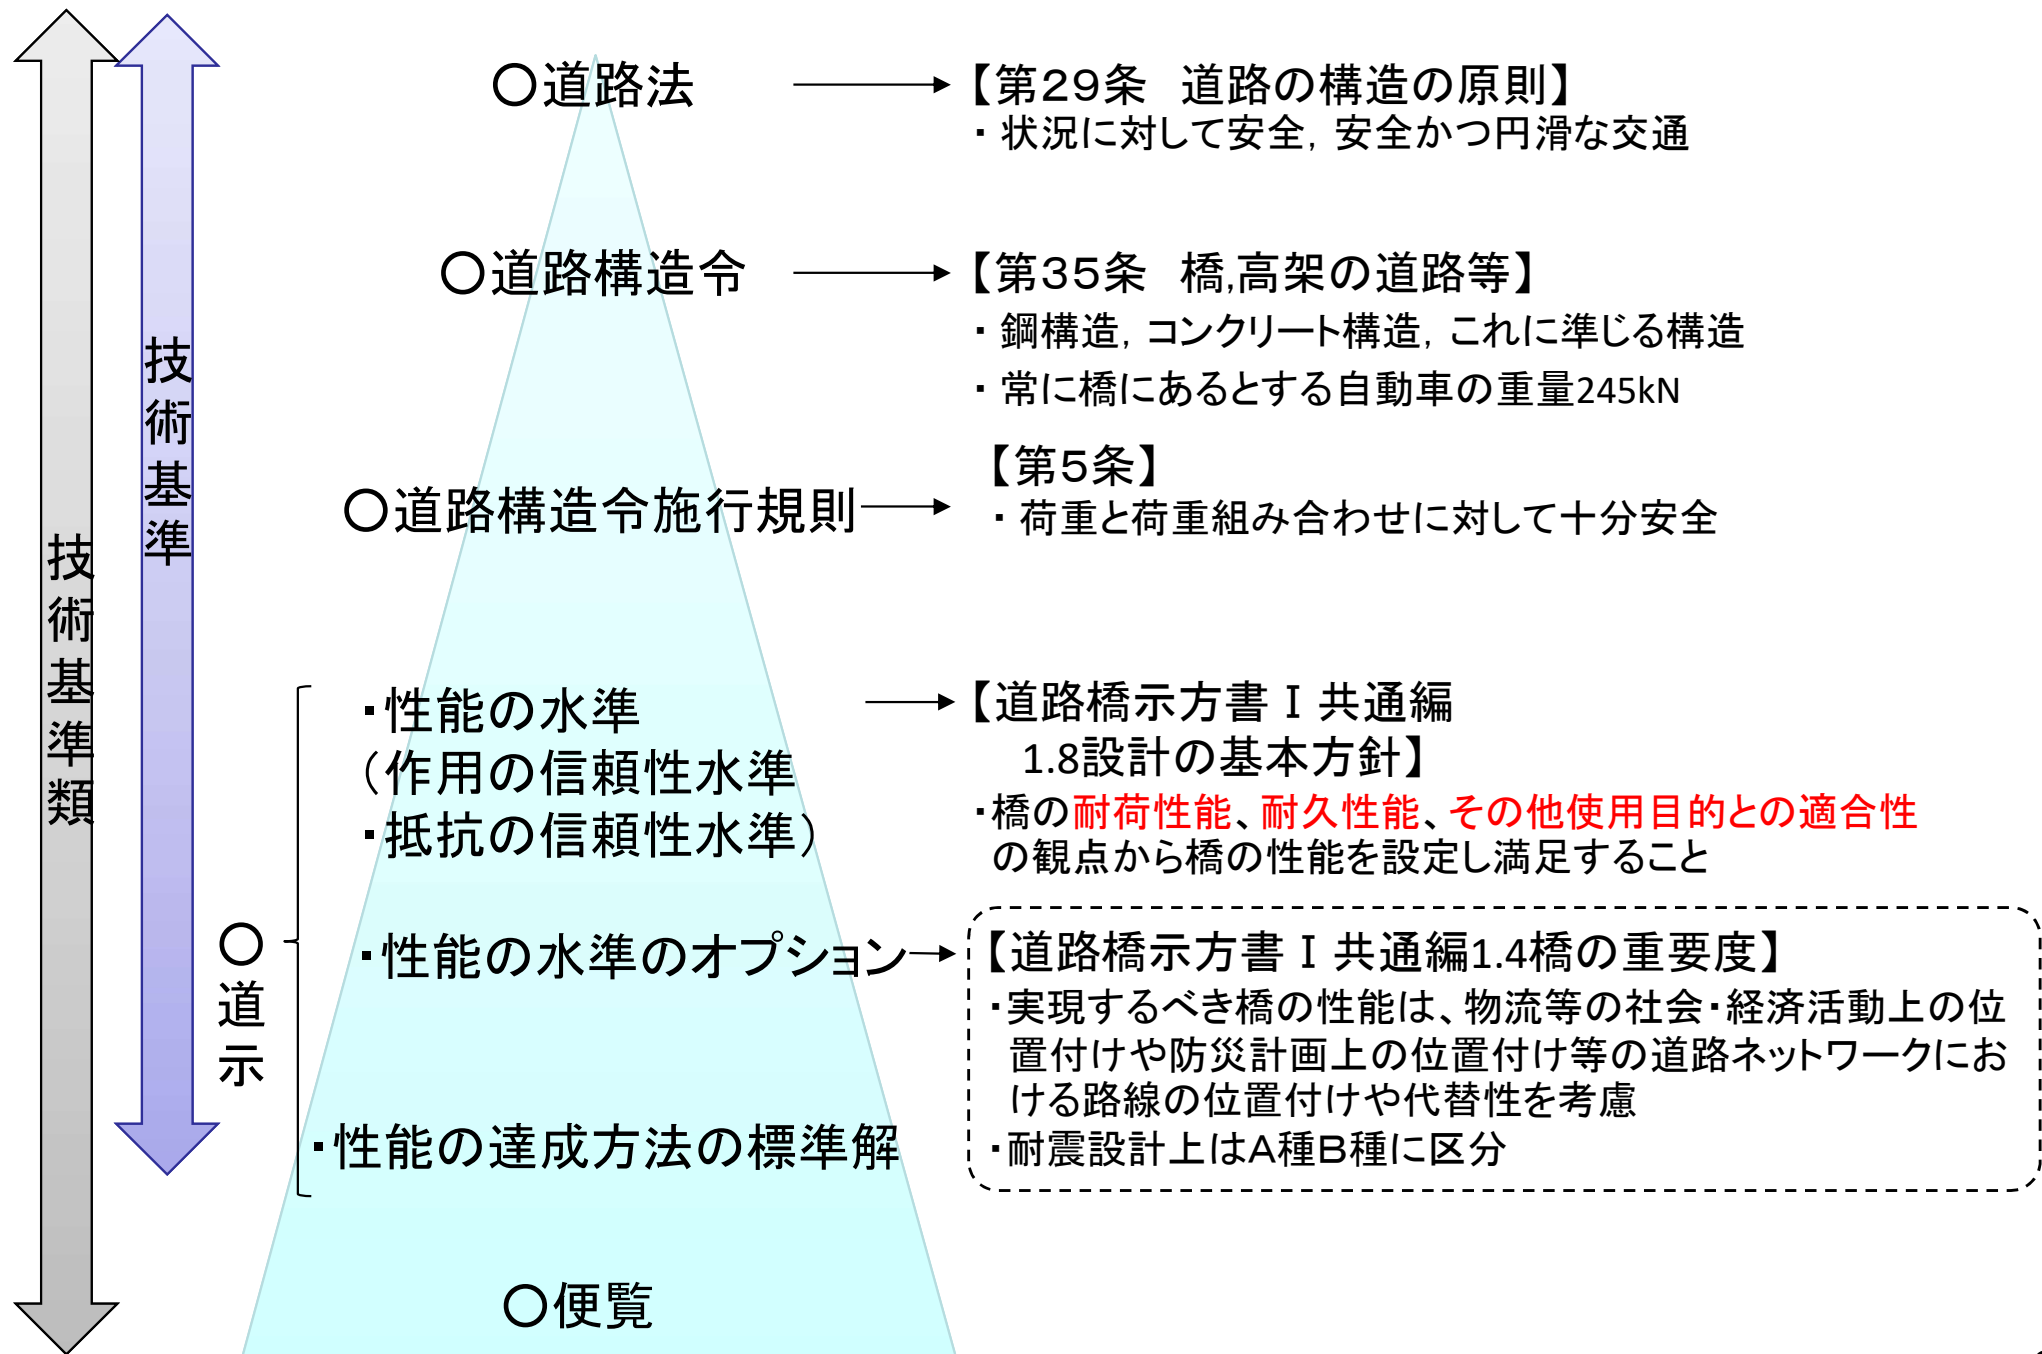 技術基準類
技術基準
○道路法
【第29条　道路の構造の原則】
・状況に対して安全，安全かつ円滑な交通
○道路構造令
【第35条　橋,高架の道路等】
・鋼構造，コンクリート構造，これに準じる構造
・常に橋にあるとする自動車の重量245kN
○道路構造令施行規則
【第5条】
・荷重と荷重組み合わせに対して十分安全
○道示
・性能の水準
（作用の信頼性水準
・抵抗の信頼性水準）
【道路橋示方書Ⅰ共通編
1.8設計の基本方針】
・橋の耐荷性能、耐久性能、その他使用目的との適合性
の観点から橋の性能を設定し満足すること
・性能の水準のオプション
【道路橋示方書Ⅰ共通編1.4橋の重要度】
・実現するべき橋の性能は、物流等の社会・経済活動上の位
置付けや防災計画上の位置付け等の道路ネットワークにお
ける路線の位置付けや代替性を考慮
・耐震設計上はA種B種に区分
・性能の達成方法の標準解
○便覧